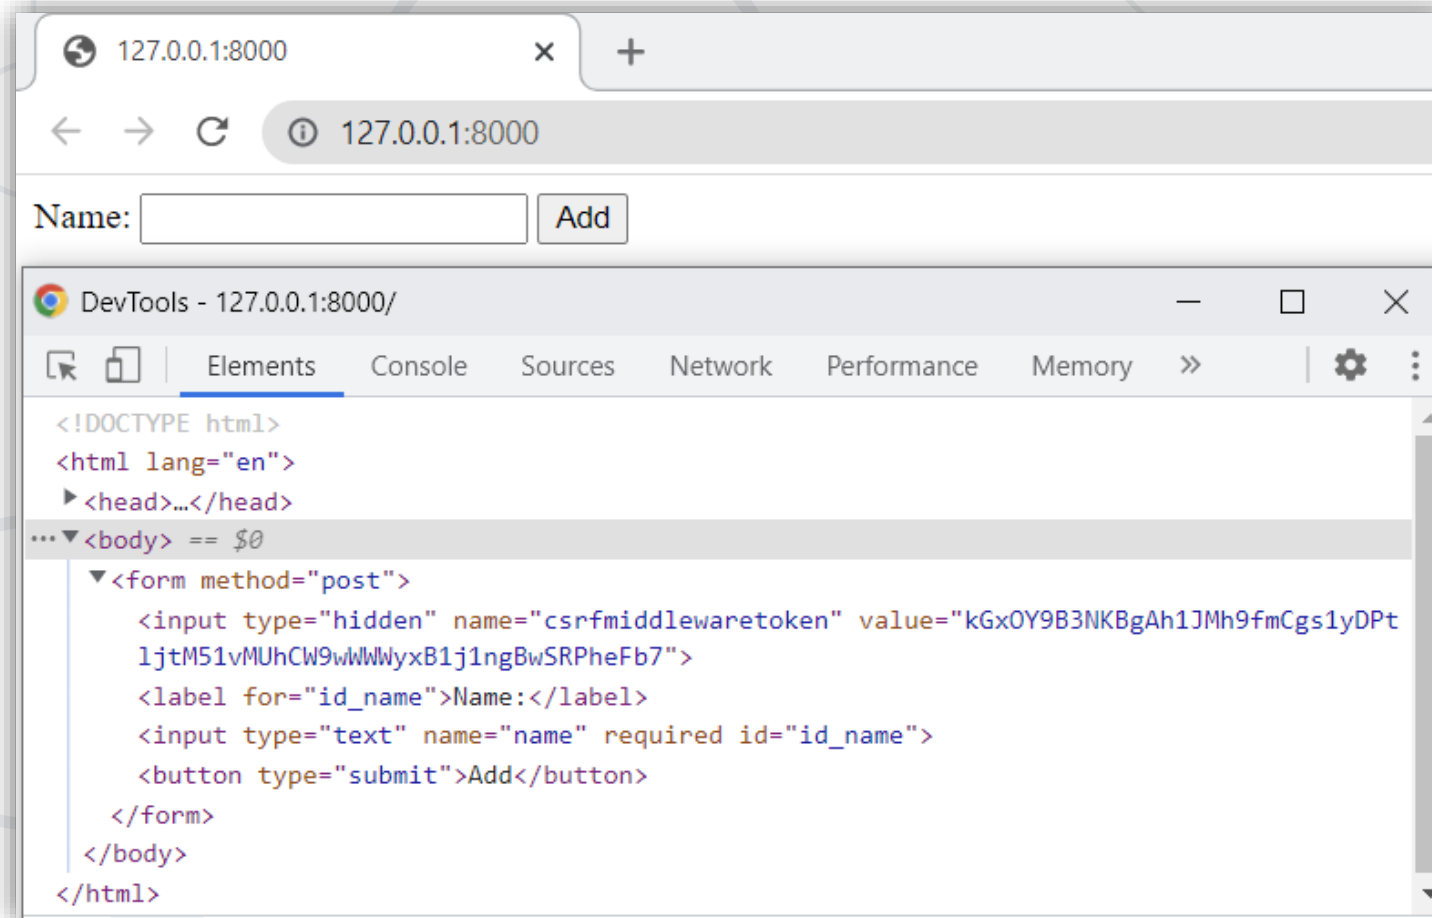 127.0.0.1:8000
127.0.0.1:8000
Name: Add
DevTools - 127.0.0.1:8000/
Elements Console Sources Network Performance Memory
<!DOCTYPE html>
<html lang="en">
<head>…</head>
<body> == $0
<form method="post">
<input type="hidden" name="csrfmiddlewaretoken" value="kGxOY9B3NKBgAh1JMh9fmCgs1yDPt
ljtM51vMUhCW9wWWWyxB1j1ngBwSRPheFb7">
<label for="id_name">Name:</label>
<input type="text" name="name" required id="id_name">
<button type="submit">Add</button>
</form>
</body>
</html>